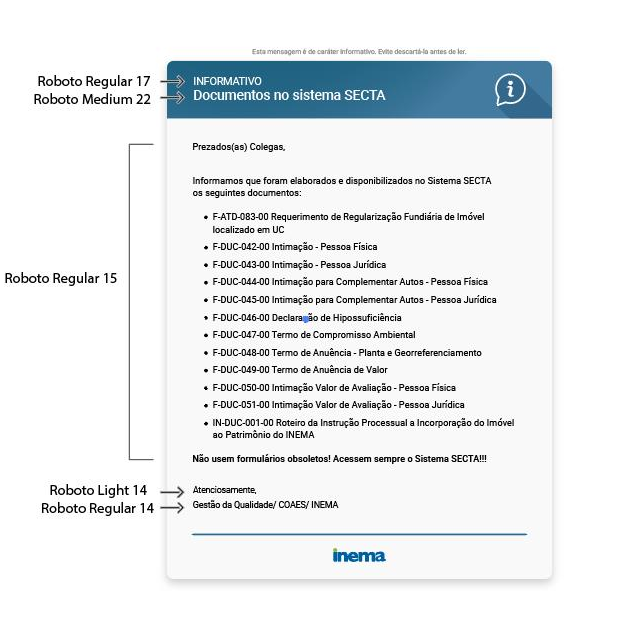 Esta mensagem é de caráter informativo. Evite descartá-la antes de ler.
Roboto Regular 17
INFORMATIVO
Roboto Medium 22
Documentos no sistema SECTA
i
Prezados(as) Colegas,
Informamos que foram elaborados e disponibilizados no Sistema SECTA
os seguintes documentos:
• F-ATD-083-00 Requerimento de Regularização Fundiária de Imóvel
localizado em UC
• F-DUC-042-00 Intimação - Pessoa Física
• F-DUC-043-00 Intimação - Pessoa Jurídica
Roboto Regular 15
• F-DUC-044-00 Intimação para Complementar Autos - Pessoa Física
• F-DUC-045-00 Intimação para Complementar Autos - Pessoa Jurídica
• F-DUC-046-00 Declaração de Hipossuficiência
• F-DUC-047-00 Termo de Compromisso Ambiental
• F-DUC-048-00 Termo de Anuência - Planta e Georreferenciamento
• F-DUC-049-00 Termo de Anuência de Valor
• F-DUC-050-00 Intimação Valor de Avaliação - Pessoa Física
• F-DUC-051-00 Intimação Valor de Avaliação - Pessoa Jurídica
• IN-DUC-001-00 Roteiro da Instrução Processual a Incorporação do Imóvel
ao Patrimônio do INEMA
Não usem formulários obsoletos! Acessem sempre o Sistema SECTA!!!
Roboto Light 14
Atenciosamente,
Roboto Regular 14
Gestão da Qualidade/ COAES/ INEMA
inema